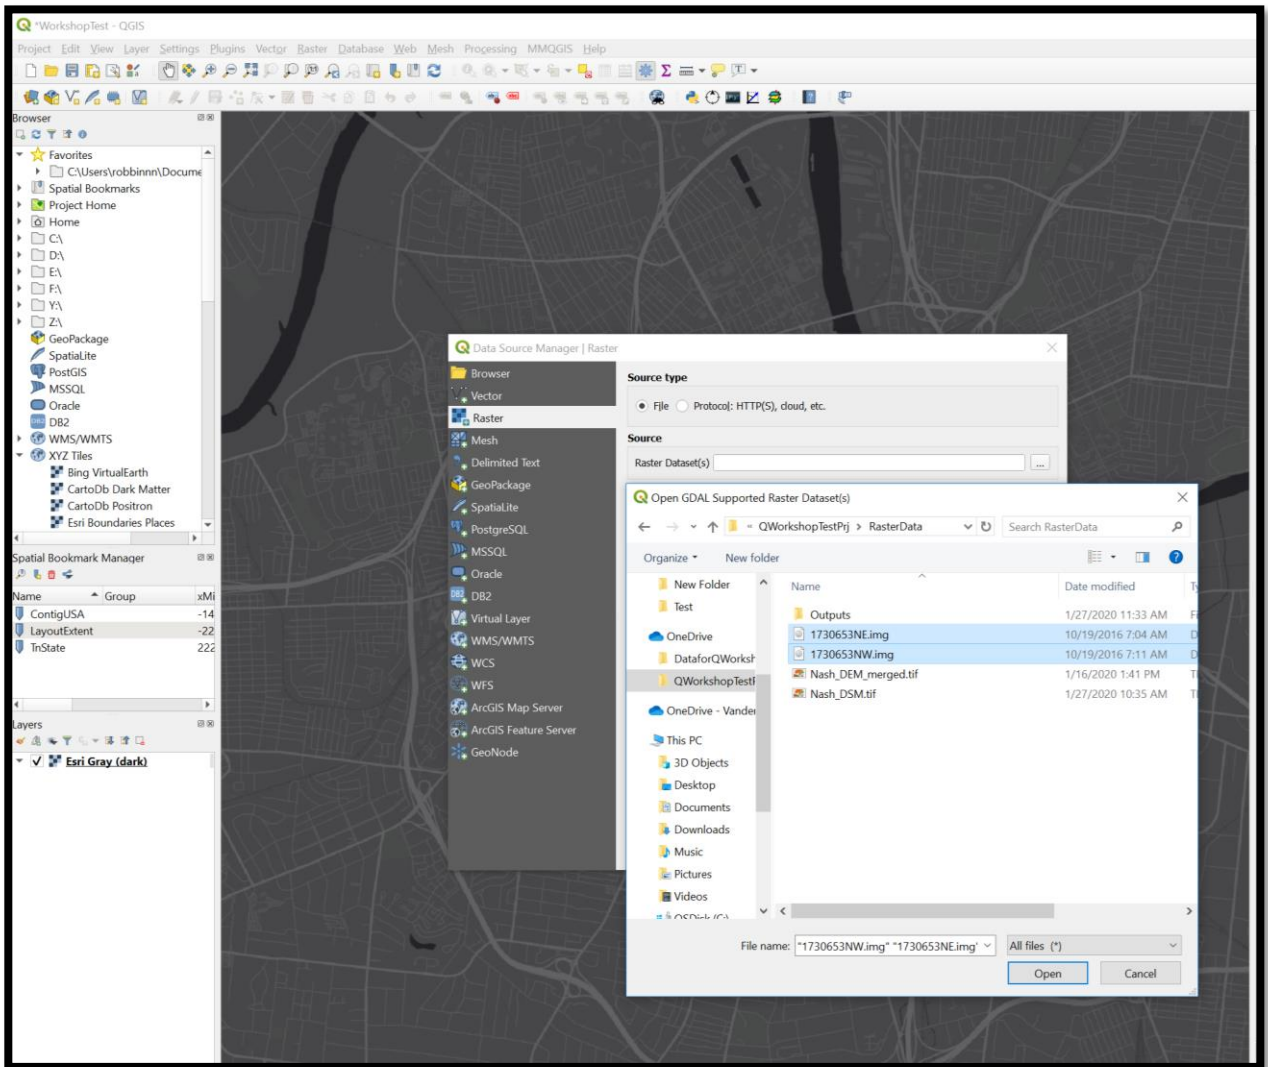 *WorkshopTest - QGIS
Project Edit View Layer Settings Plugins Vector Raster Database Web Mesh Processing MMQGIS Help
Browser
Favorites
C:\Users\robbinnn\Docume
Spatial Bookmarks
Project Home
Home
C:\
D:\
E:\
F:\
Y:\
Z:\
GeoPackage
SpatiaLite
PostGIS
MSSQL
Oracle
DB2
WMS/WMTS
XYZ Tiles
Bing VirtualEarth
CartoDb Dark Matter
CartoDb Positron
Esri Boundaries Places
Spatial Bookmark Manager
Name Group xMi
ContigUSA -14
LayoutExtent -22
TnState 222
Layers
Esri Gray (dark)
Data Source Manager | Raster
Browser
Vector
Raster
Mesh
Delimited Text
GeoPackage
SpatiaLite
PostgreSQL
MSSQL
Oracle
DB2
Virtual Layer
WMS/WMTS
WCS
WFS
ArcGIS Map Server
ArcGIS Feature Server
GeoNode
Source type
File Protocol: HTTP(S), cloud, etc.
Source
Raster Dataset(s) ...
Open GDAL Supported Raster Dataset(s)
« QWorkshopTestPrj > RasterData Search RasterData
Organize New folder
New Folder
Test
OneDrive
DataforQWorksh
QWorkshopTestP
OneDrive - Vander
This PC
3D Objects
Desktop
Documents
Downloads
Music
Pictures
Videos
OSDisk (C:)
Name Date modified Ty
Outputs 1/27/2020 11:33 AM Fi
1730653NE.img 10/19/2016 7:04 AM D
1730653NW.img 10/19/2016 7:11 AM D
Nash_DEM_merged.tif 1/16/2020 1:41 PM TI
Nash_DSM.tif 1/27/2020 10:35 AM TI
File name: "1730653NW.img" "1730653NE.img" All files (*)
Open Cancel